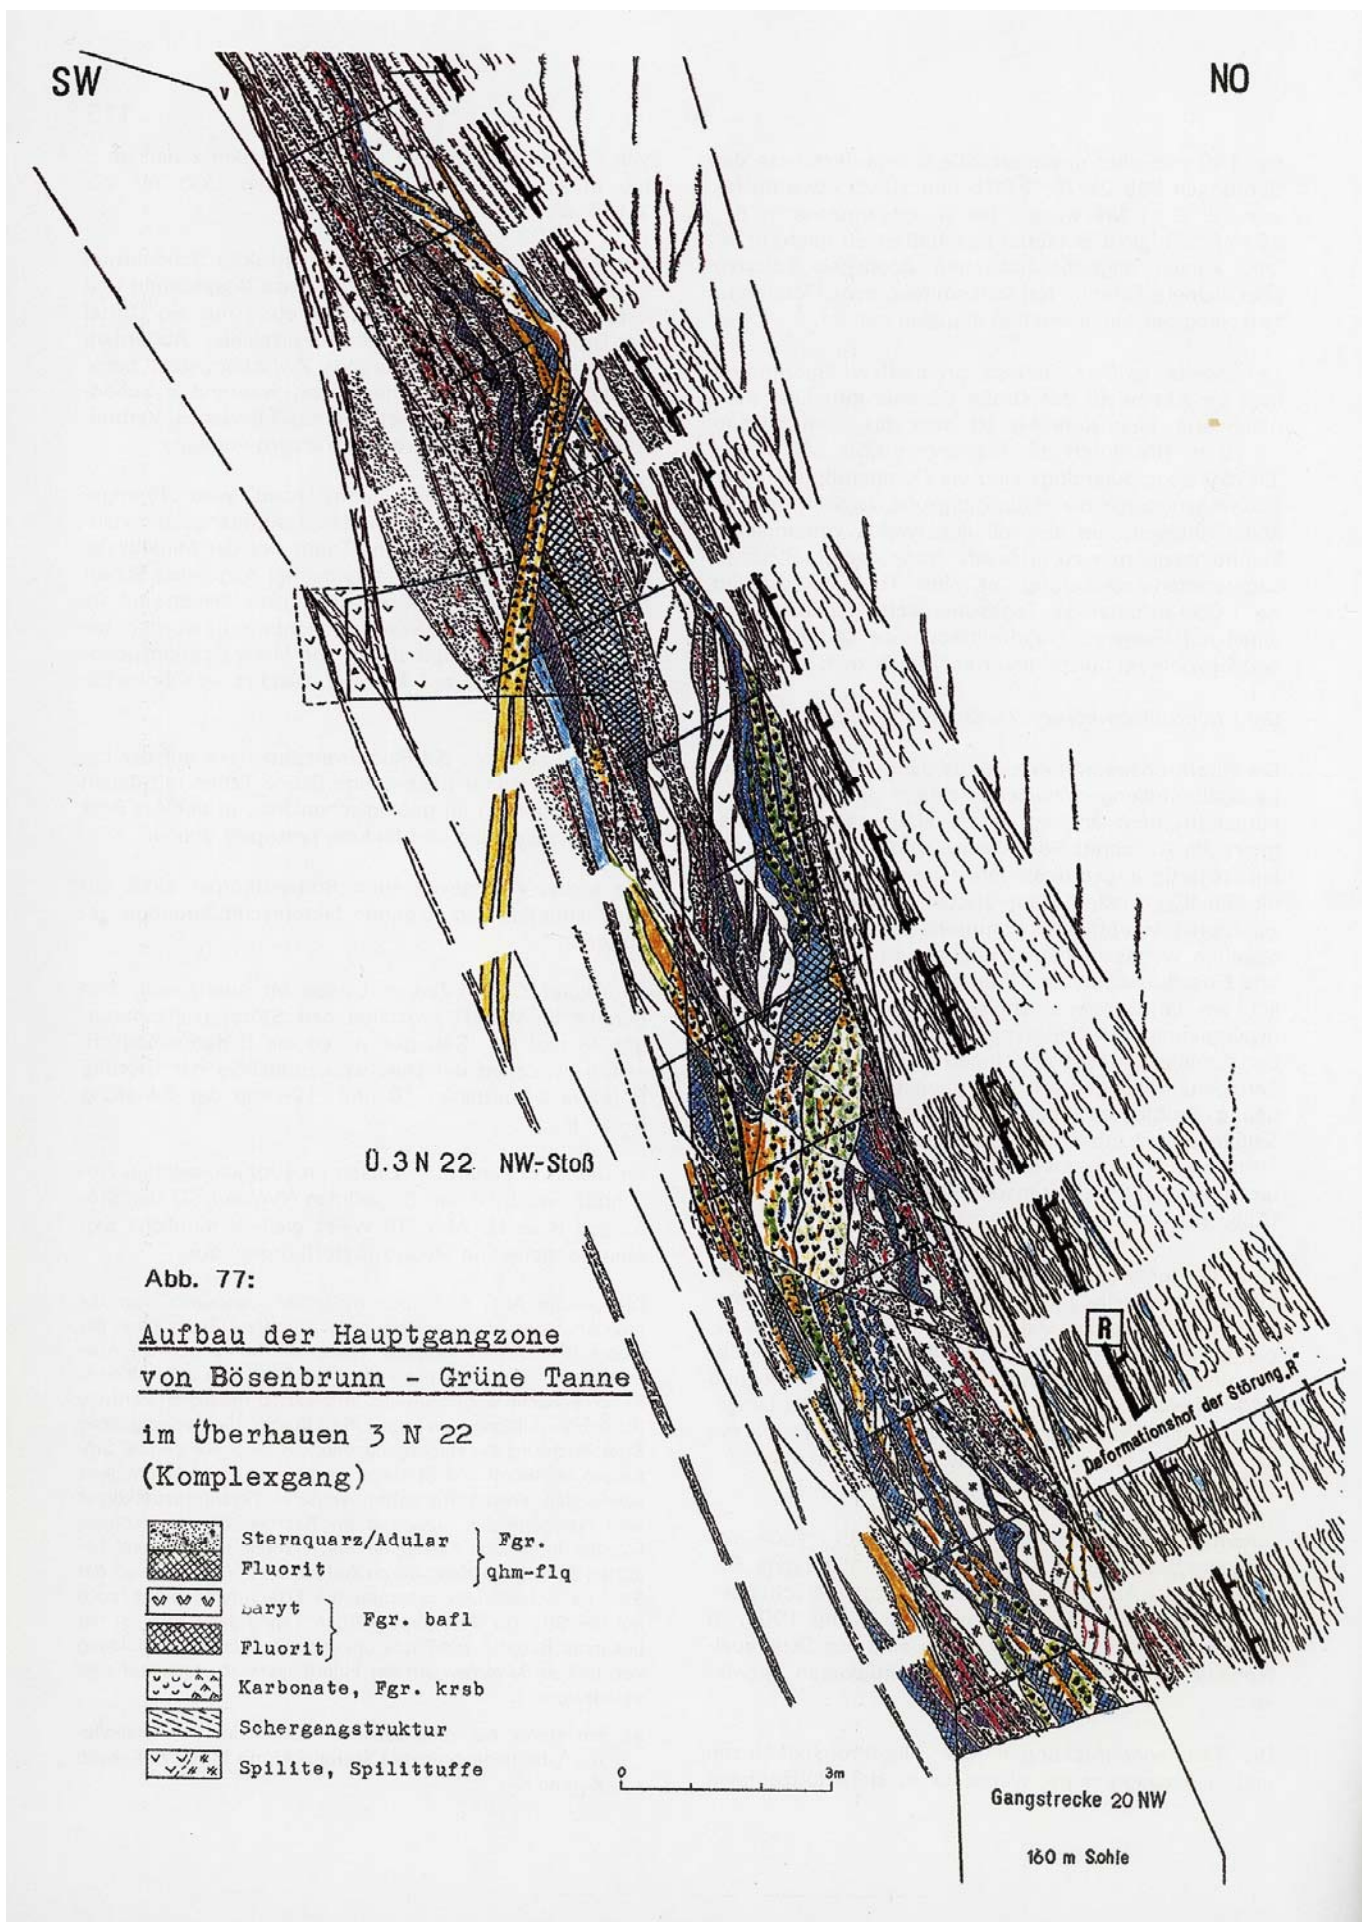 SW
NO
v
Ü.3 N 22 NW.-Stoß
Abb. 77:
Aufbau der Hauptgangzone
von Bösenbrunn - Grüne Tanne
im Überhauen 3 N 22
(Komplexgang)
R
Deformationshof der Störung „R"
Sternquarz/Adular
Fluorit
Fgr.
qhm-flq
Baryt
Fluorit
Fgr. bafl
Karbonate, Fgr. krsb
Schergangstruktur
Spilite, Spilittuffe
0 3m
Gangstrecke 20 NW
160 m Sohle